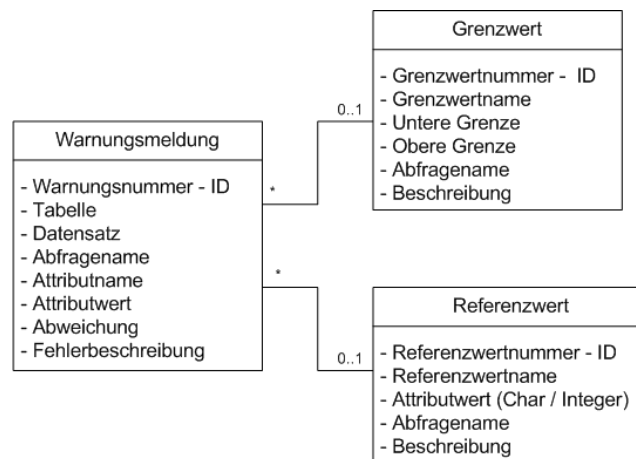 Grenzwert
- Grenzwertnummer - ID
- Grenzwertname
- Untere Grenze
- Obere Grenze
- Abfragename
- Beschreibung
0..1
Warnungsmeldung
- Warnungsnummer - ID
- Tabelle
- Datensatz
- Abfragename
- Attributname
- Attributwert
- Abweichung
- Fehlerbeschreibung
*
*
0..1
Referenzwert
- Referenzwertnummer - ID
- Referenzwertname
- Attributwert (Char / Integer)
- Abfragename
- Beschreibung